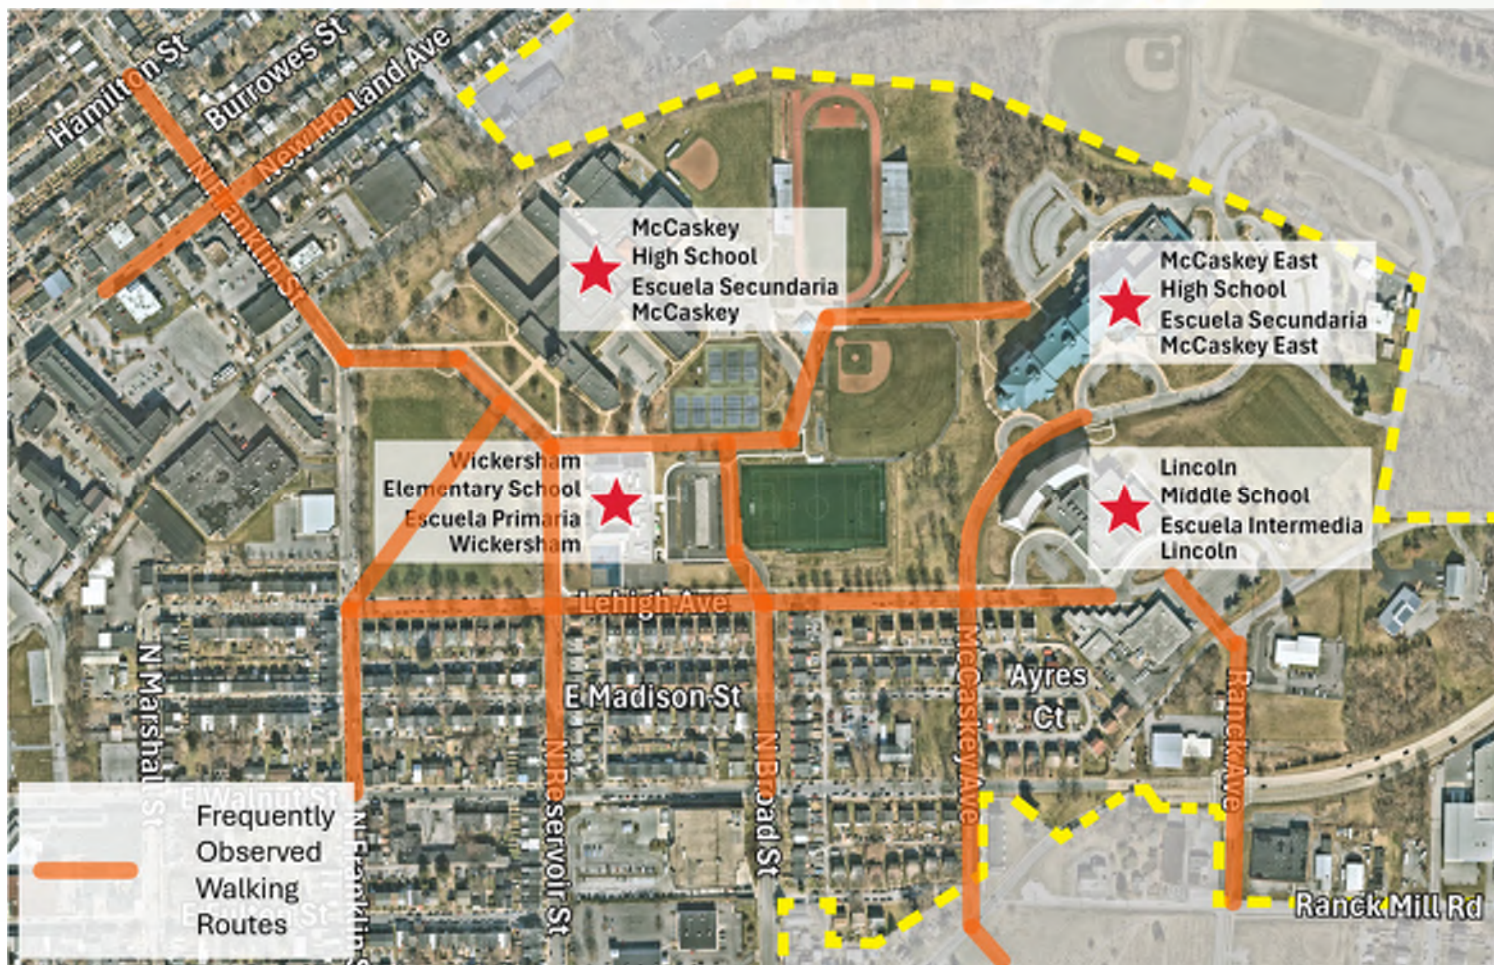 Hamilton St
Burrowes St
New Holland Ave
N Franklin St
McCaskey
High School
Escuela Secundaria
McCaskey
McCaskey East
High School
Escuela Secundaria
McCaskey East
Wickersham
Elementary School
Escuela Primaria
Wickersham
Lincoln
Middle School
Escuela Intermedia
Lincoln
Lehigh Ave
N Marshall St
E Madison St
Ayres
Ct
McCaskey Ave
Ranck Ave
N Reservoir St
N Broad St
E Walnut St
N Franklin S
Ranck Mill Rd
Frequently
Observed
Walking
Routes